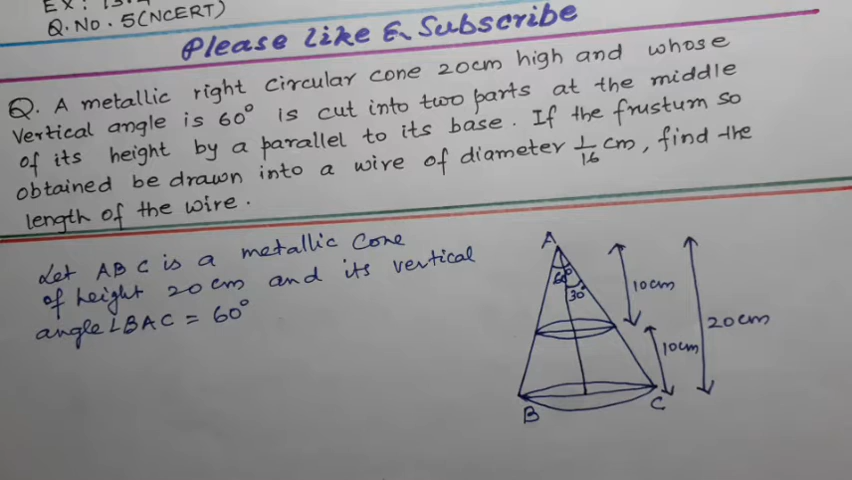 Q.NO. 5(NCERT)
Please Like & Subscribe
Q. A metallic right circular cone 20cm high and whose
vertical angle is 60° is cut into two parts at the middle
of its height by a parallel to its base. If the frustum so
obtained be drawn into a wire of diameter 1/16 cm, find the
length of the wire.
Let ABC is a metallic Cone
of height 20cm and its vertical
angle ∠BAC = 60°
A
60°
30°
10cm
20cm
10cm
B
C